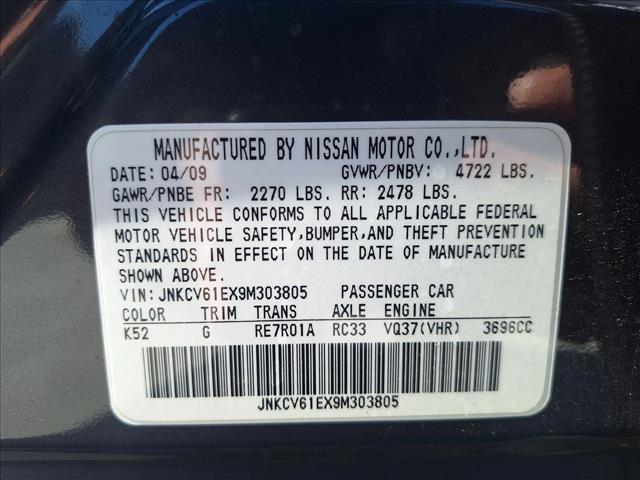 MANUFACTURED BY NISSAN MOTOR CO.,LTD.
DATE: 04/09 GVWR/PNBV: 4722 LBS.
GAWR/PNBE FR: 2270 LBS. RR: 2478 LBS.
THIS VEHICLE CONFORMS TO ALL APPLICABLE FEDERAL
MOTOR VEHICLE SAFETY,BUMPER,AND THEFT PREVENTION
STANDARDS IN EFFECT ON THE DATE OF MANUFACTURE
SHOWN ABOVE.
VIN:JNKCV61EX9M303805 PASSENGER CAR
COLOR TRIM TRANS AXLE ENGINE
K52 G RE7R01A RC33 VQ37(VHR) 3696CC
JNKCV61EX9M303805